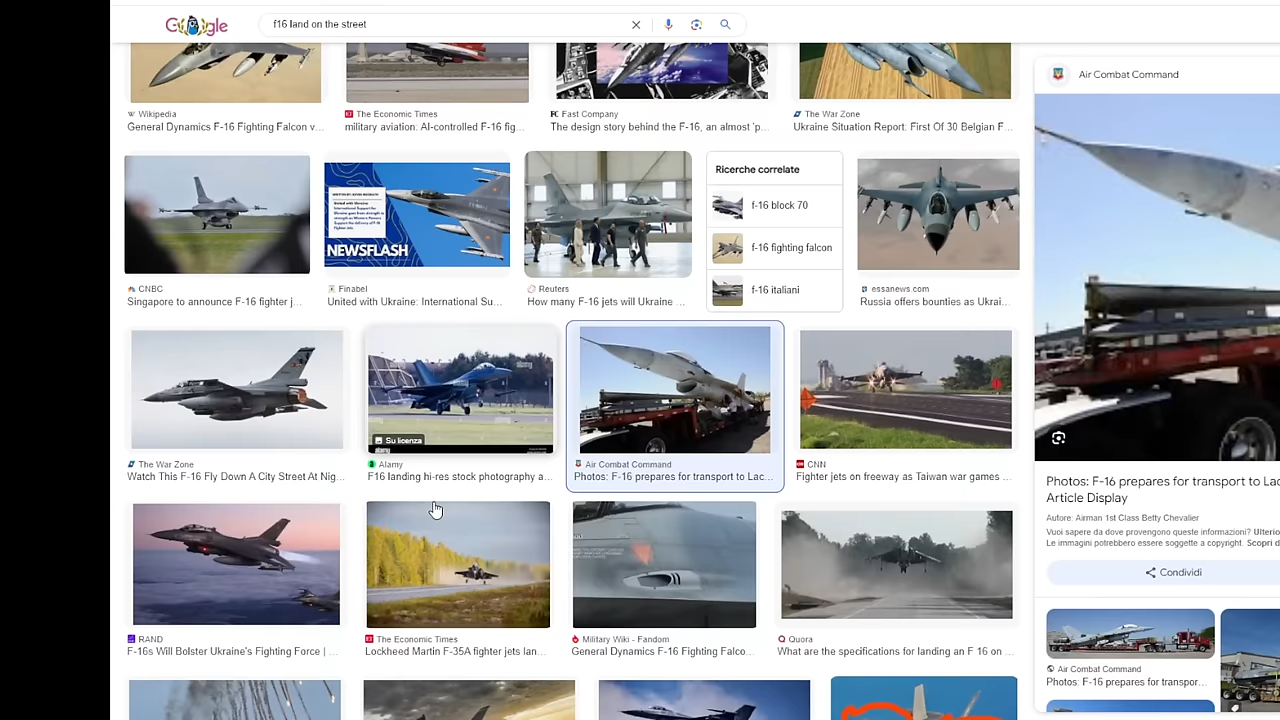 Google
f16 land on the street
Air Combat Command
Wikipedia
General Dynamics F-16 Fighting Falcon v...
The Economic Times
military aviation: AI-controlled F-16 fig...
Fast Company
The design story behind the F-16, an almost 'p...
The War Zone
Ukraine Situation Report: First Of 30 Belgian F...
NEWSFLASH
Ricerche correlate
f-16 block 70
f-16 fighting falcon
f-16 italiani
CNBC
Singapore to announce F-16 fighter j...
Finabel
United with Ukraine: International Su...
Reuters
How many F-16 jets will Ukraine ...
essanews.com
Russia offers bounties as Ukrai...
Su licenza
alamy
The War Zone
Watch This F-16 Fly Down A City Street At Nig...
Alamy
F16 landing hi-res stock photography a...
Air Combat Command
Photos: F-16 prepares for transport to Lac...
CNN
Fighter jets on freeway as Taiwan war games ...
Photos: F-16 prepares for transport to Lac
Article Display
Autore: Airman 1st Class Betty Chevalier
Vuoi sapere da dove provengono queste informazioni? Ulterio
Le immagini potrebbero essere soggette a copyright. Scopri d
Condividi
RAND
F-16s Will Bolster Ukraine's Fighting Force | ...
The Economic Times
Lockheed Martin F-35A fighter jets lan...
Military Wiki - Fandom
General Dynamics F-16 Fighting Falco...
Quora
What are the specifications for landing an F 16 on ...
Air Combat Command
Photos: F-16 prepares for transpor...